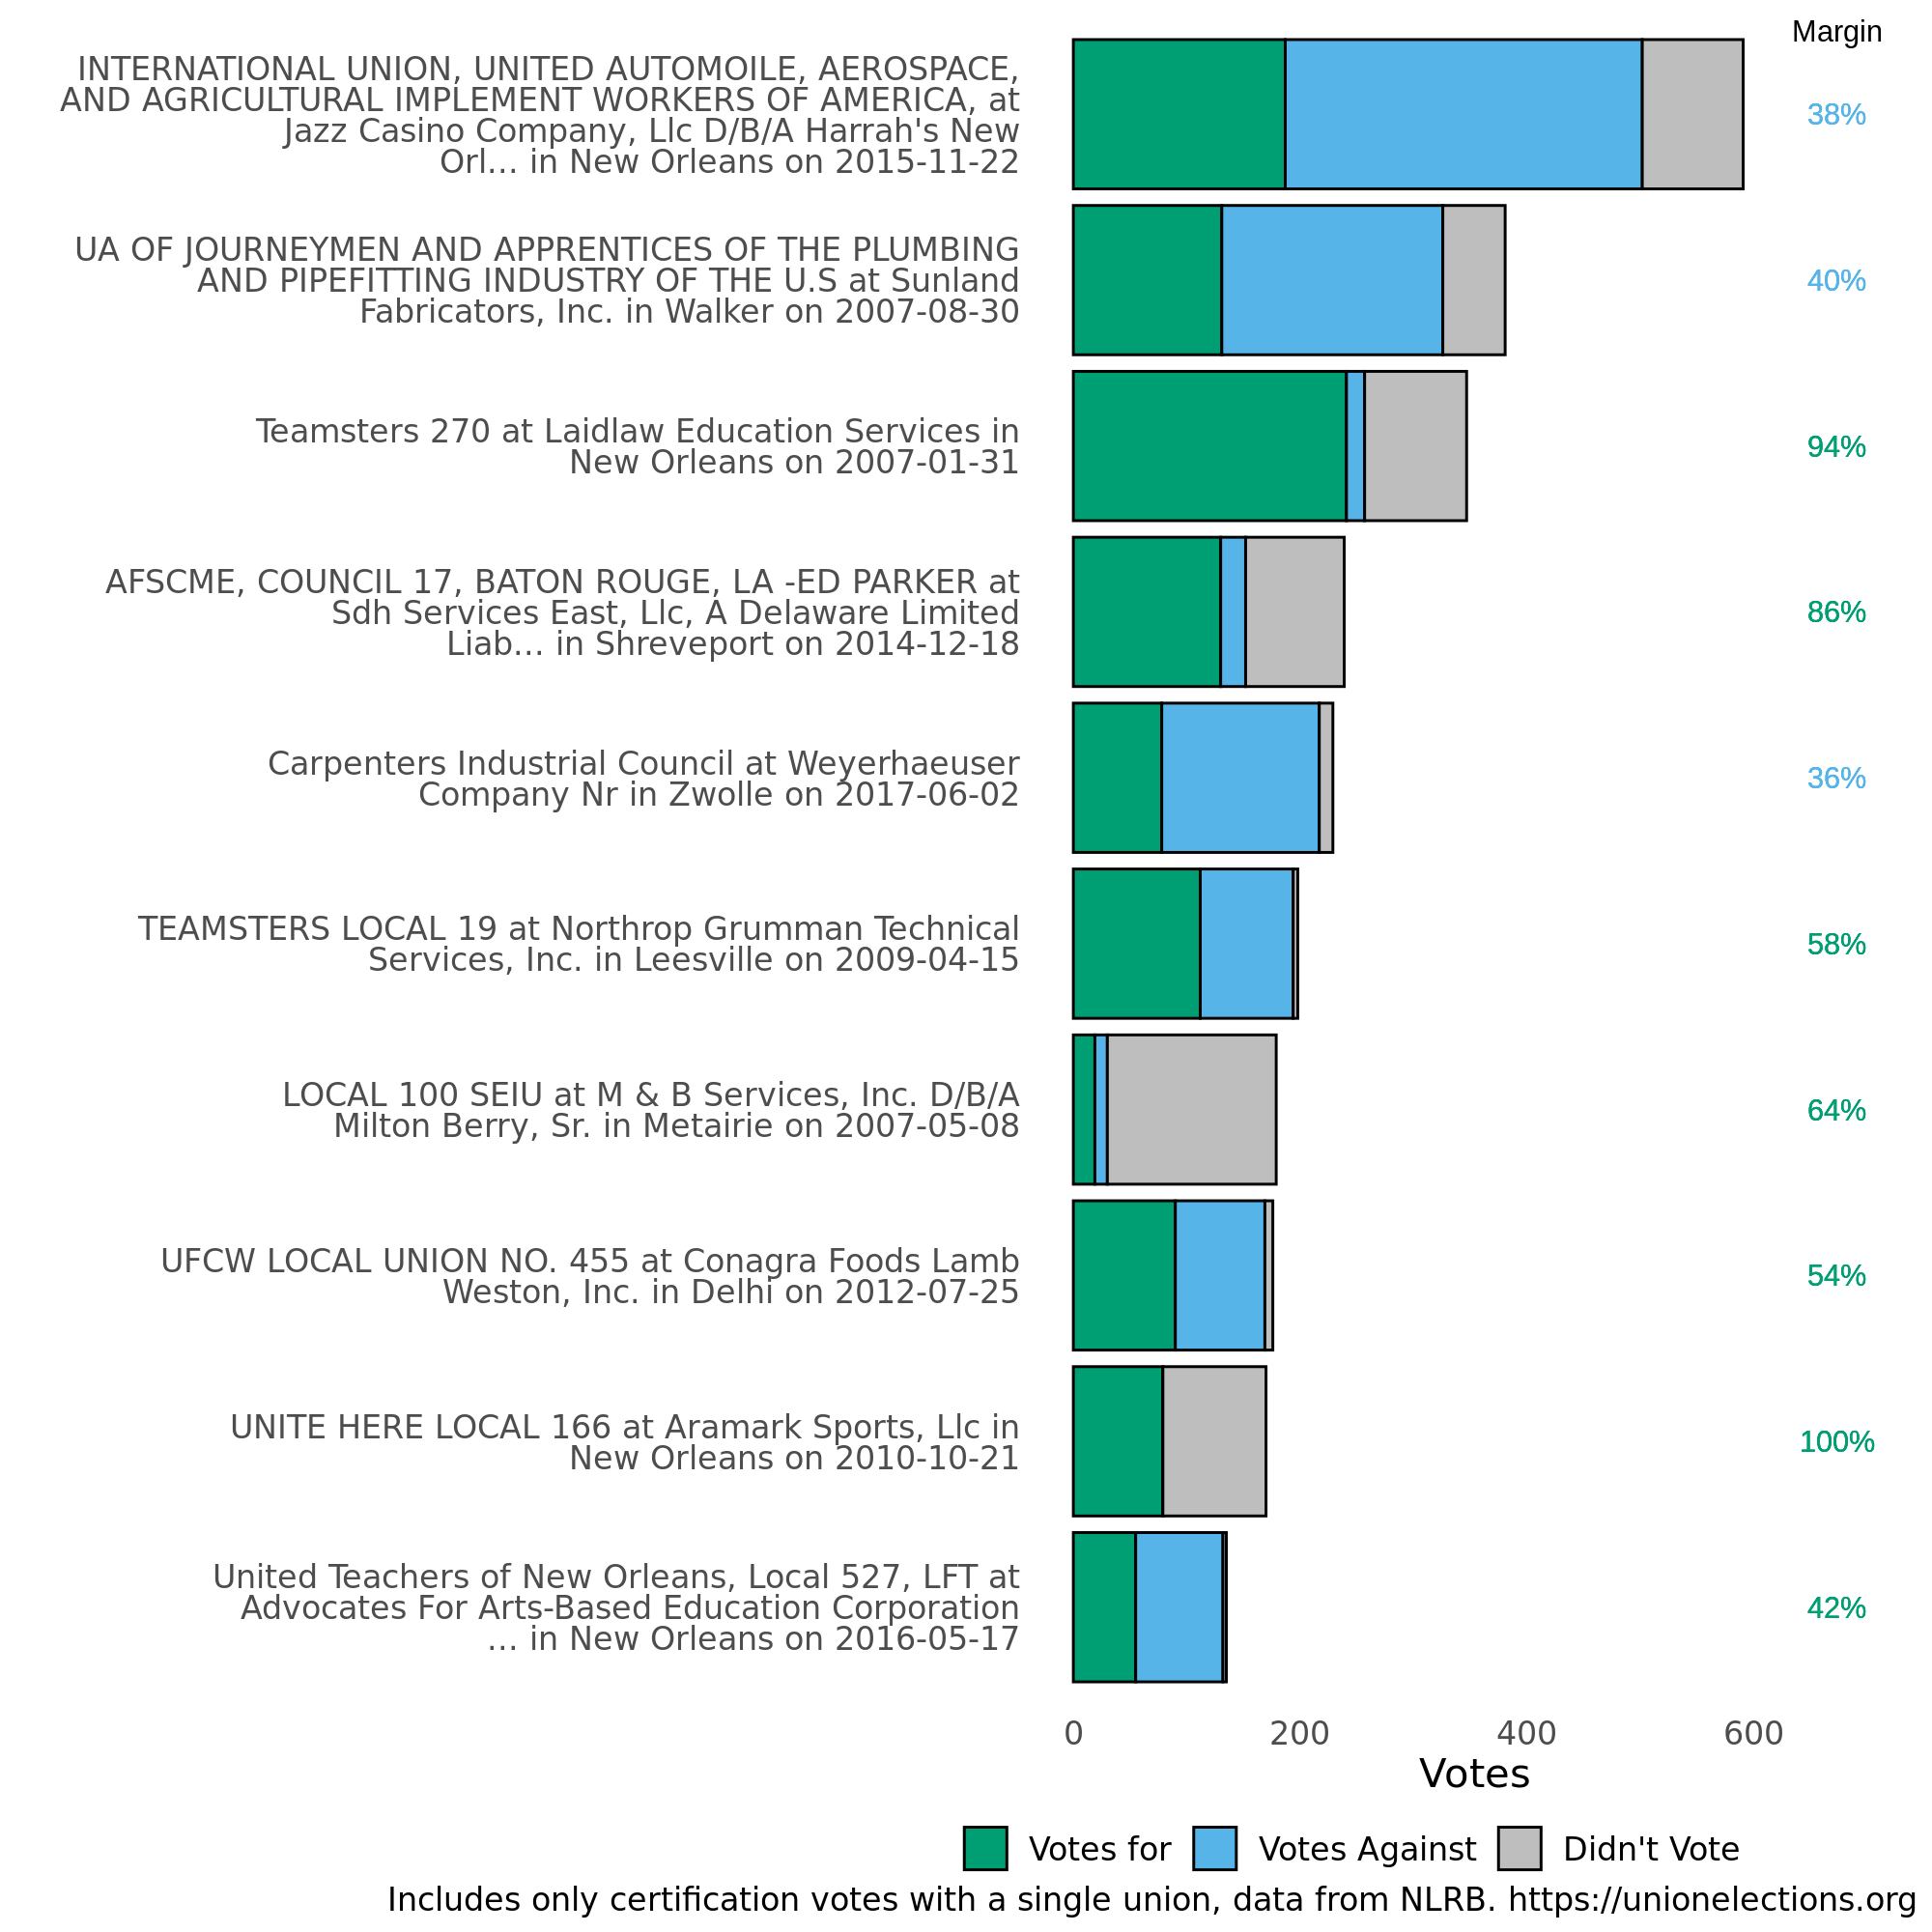 Margin
INTERNATIONAL UNION, UNITED AUTOMOILE, AEROSPACE,
AND AGRICULTURAL IMPLEMENT WORKERS OF AMERICA, at
Jazz Casino Company, Llc D/B/A Harrah's New
Orl... in New Orleans on 2015-11-22
38%
UA OF JOURNEYMEN AND APPRENTICES OF THE PLUMBING
AND PIPEFITTING INDUSTRY OF THE U.S at Sunland
Fabricators, Inc. in Walker on 2007-08-30
40%
Teamsters 270 at Laidlaw Education Services in
New Orleans on 2007-01-31
94%
AFSCME, COUNCIL 17, BATON ROUGE, LA -ED PARKER at
Sdh Services East, Llc, A Delaware Limited
Liab... in Shreveport on 2014-12-18
86%
Carpenters Industrial Council at Weyerhaeuser
Company Nr in Zwolle on 2017-06-02
36%
TEAMSTERS LOCAL 19 at Northrop Grumman Technical
Services, Inc. in Leesville on 2009-04-15
58%
LOCAL 100 SEIU at M & B Services, Inc. D/B/A
Milton Berry, Sr. in Metairie on 2007-05-08
64%
UFCW LOCAL UNION NO. 455 at Conagra Foods Lamb
Weston, Inc. in Delhi on 2012-07-25
54%
UNITE HERE LOCAL 166 at Aramark Sports, Llc in
New Orleans on 2010-10-21
100%
United Teachers of New Orleans, Local 527, LFT at
Advocates For Arts-Based Education Corporation
... in New Orleans on 2016-05-17
42%
0 200 400 600
Votes
Votes for Votes Against Didn't Vote
Includes only certification votes with a single union, data from NLRB. https://unionelections.org